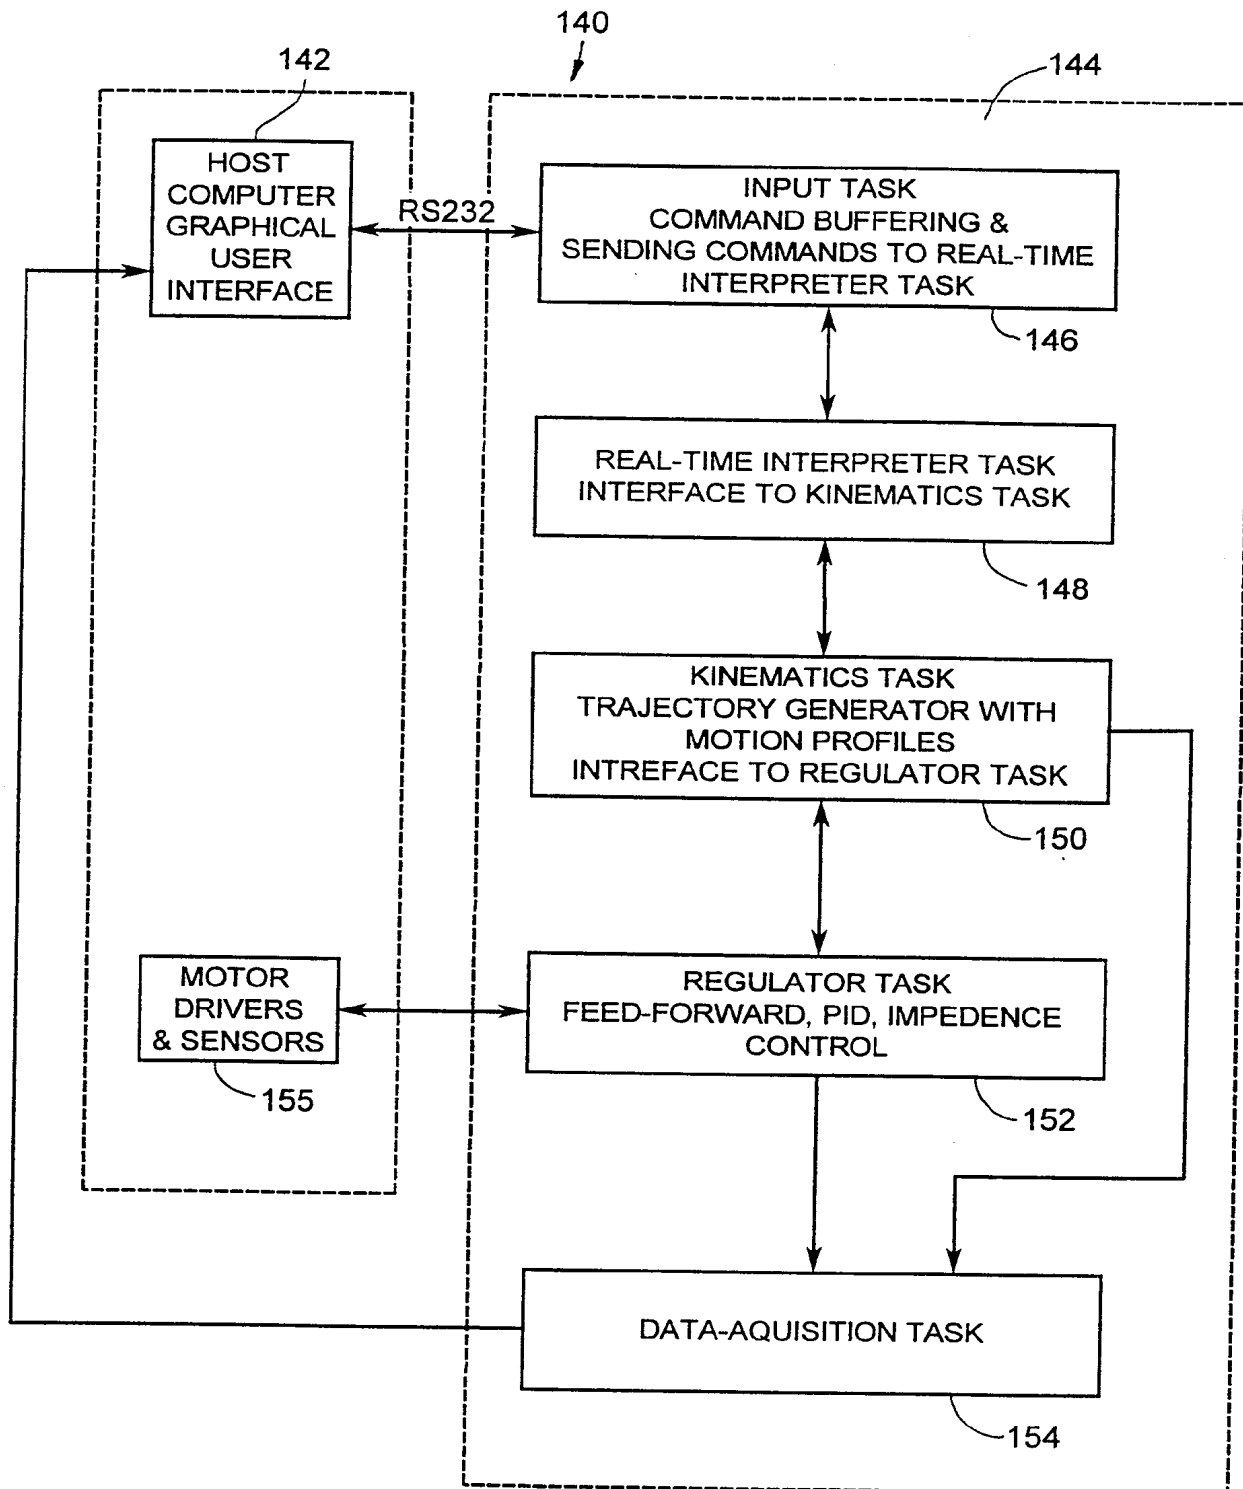 140
142
144
HOST
COMPUTER
GRAPHICAL
USER
INTERFACE
RS232
INPUT TASK
COMMAND BUFFERING &
SENDING COMMANDS TO REAL-TIME
INTERPRETER TASK
146
REAL-TIME INTERPRETER TASK
INTERFACE TO KINEMATICS TASK
148
KINEMATICS TASK
TRAJECTORY GENERATOR WITH
MOTION PROFILES
INTREFACE TO REGULATOR TASK
150
MOTOR
DRIVERS
& SENSORS
155
REGULATOR TASK
FEED-FORWARD, PID, IMPEDENCE
CONTROL
152
DATA-AQUISITION TASK
154